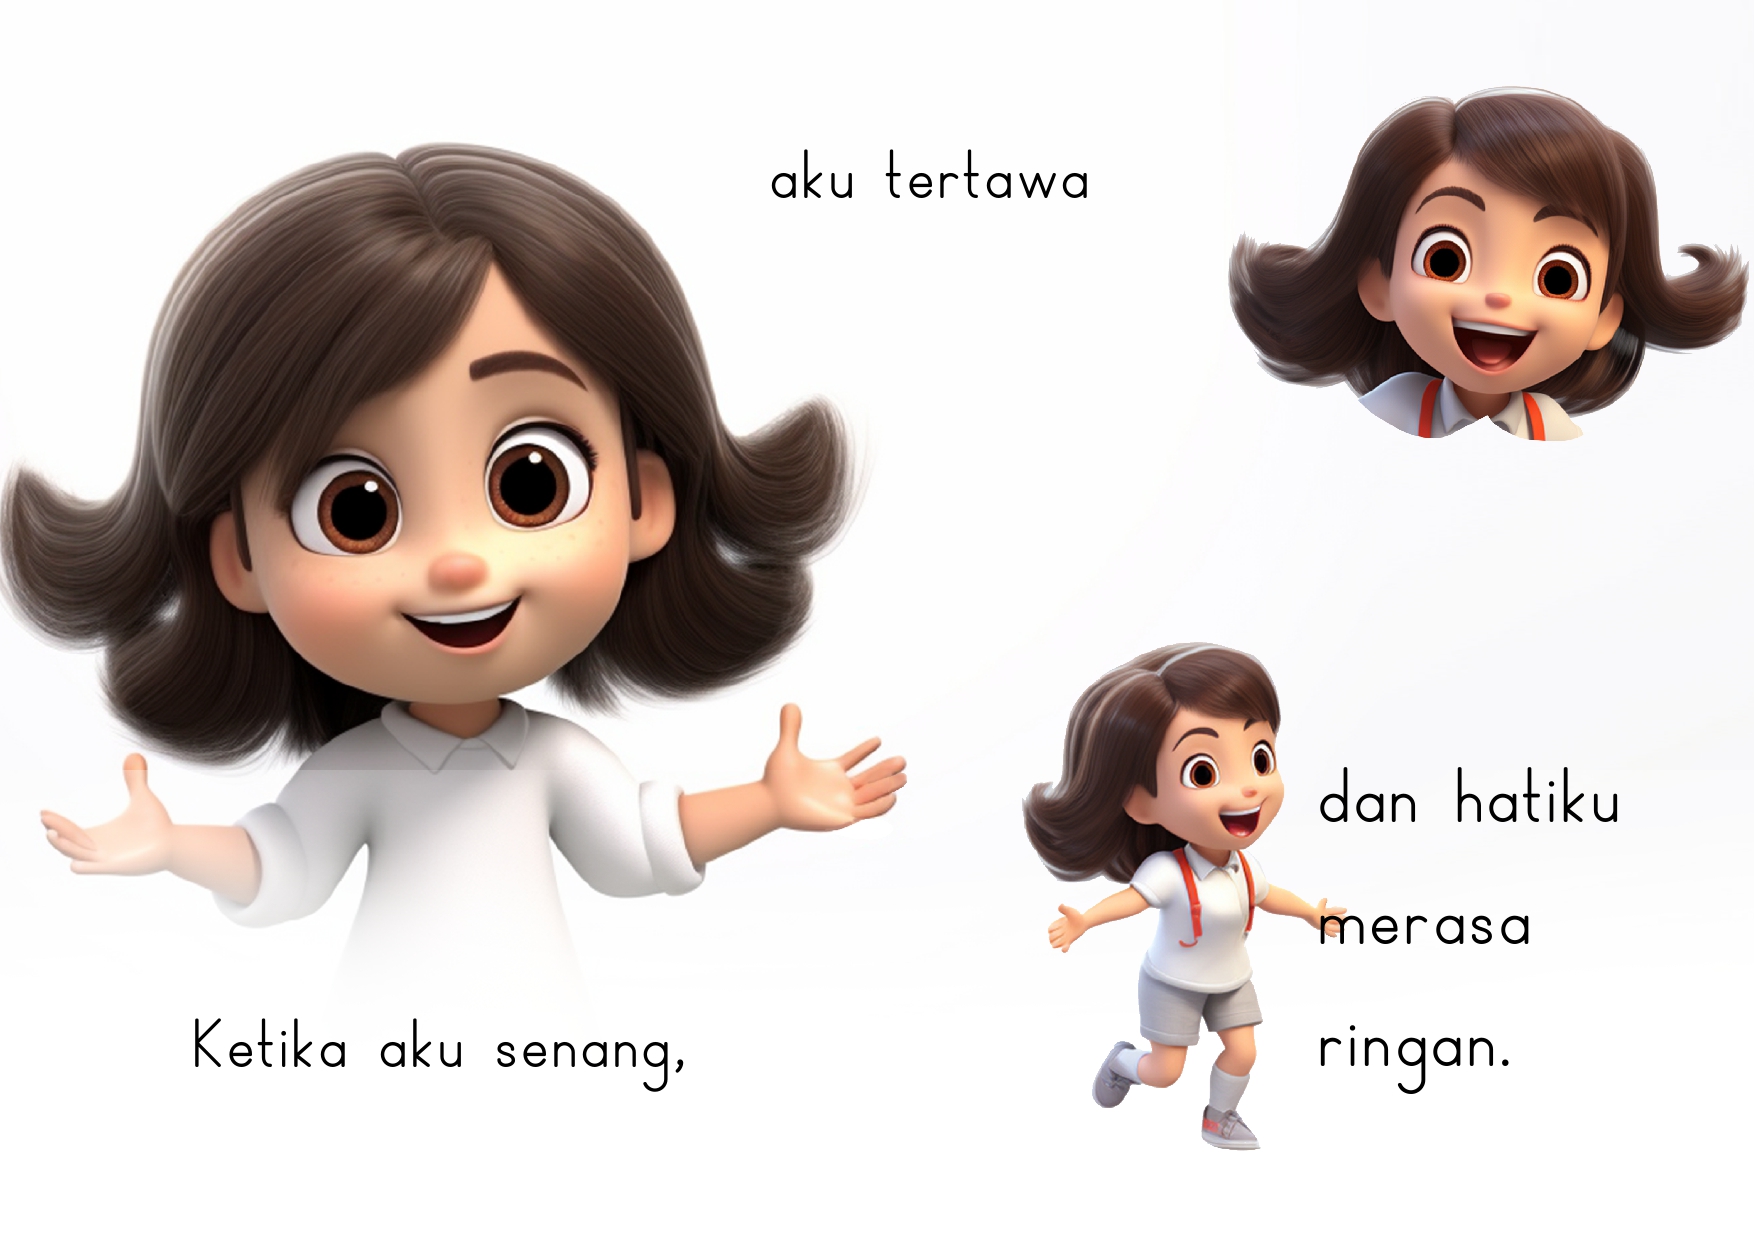 Ketika aku senang,
aku tertawa
dan hatiku
merasa
ringan.